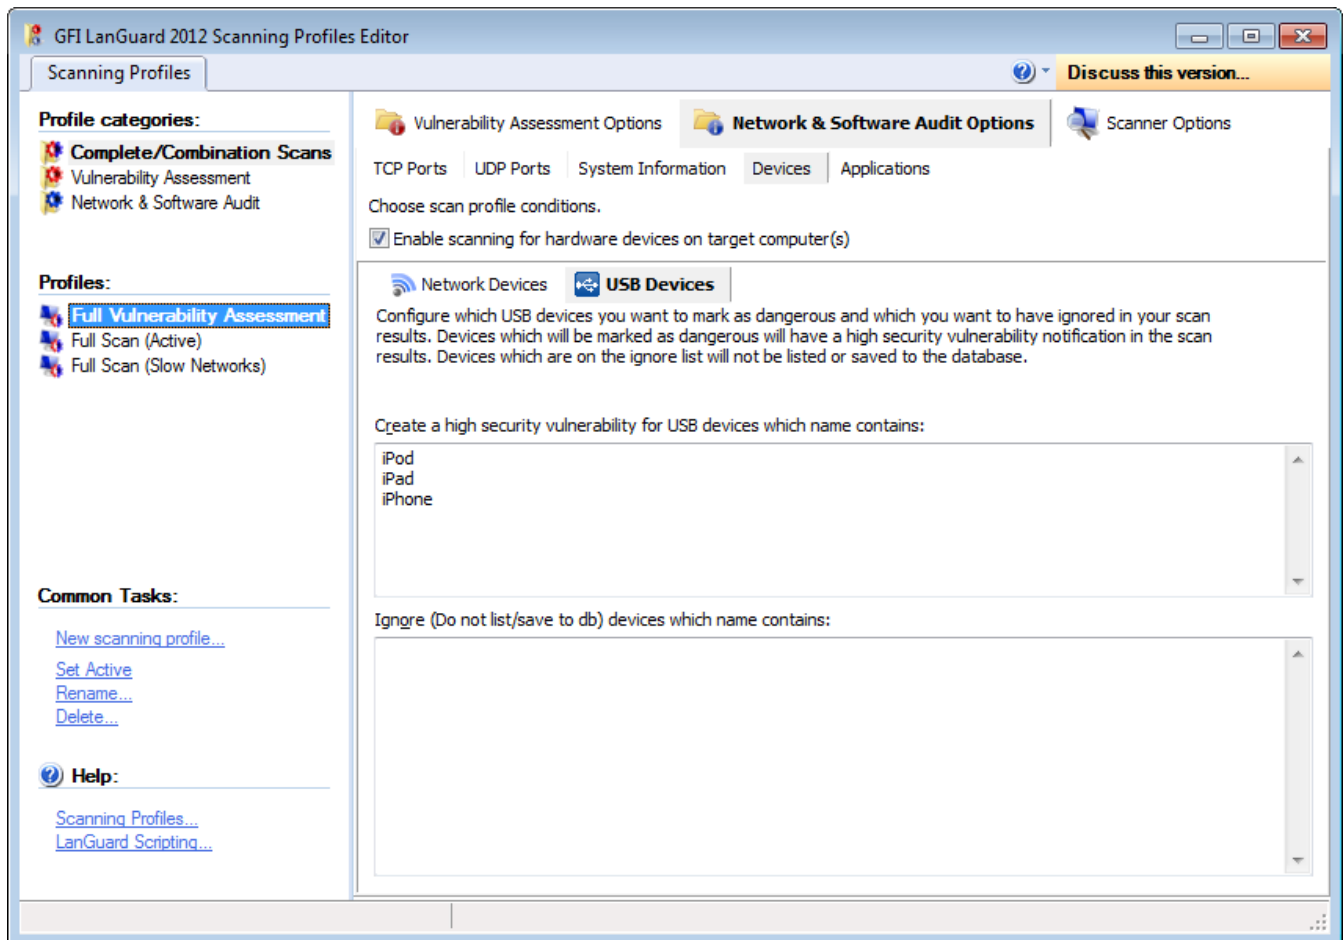 GFI LanGuard 2012 Scanning Profiles Editor
Scanning Profiles
Discuss this version...
Profile categories:
Complete/Combination Scans
Vulnerability Assessment
Network & Software Audit
Profiles:
Full Vulnerability Assessment
Full Scan (Active)
Full Scan (Slow Networks)
Common Tasks:
New scanning profile...
Set Active
Rename...
Delete...
Help:
Scanning Profiles...
LanGuard Scripting...
Vulnerability Assessment Options
Network & Software Audit Options
Scanner Options
TCP Ports
UDP Ports
System Information
Devices
Applications
Choose scan profile conditions.
Enable scanning for hardware devices on target computer(s)
Network Devices
USB Devices
Configure which USB devices you want to mark as dangerous and which you want to have ignored in your scan
results. Devices which will be marked as dangerous will have a high security vulnerability notification in the scan
results. Devices which are on the ignore list will not be listed or saved to the database.
Create a high security vulnerability for USB devices which name contains:
iPod
iPad
iPhone
Ignore (Do not list/save to db) devices which name contains: